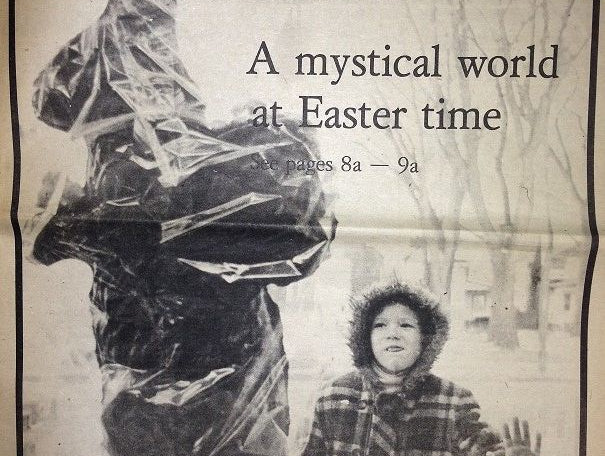 A mystical world
at Easter time
See pages 8a — 9a